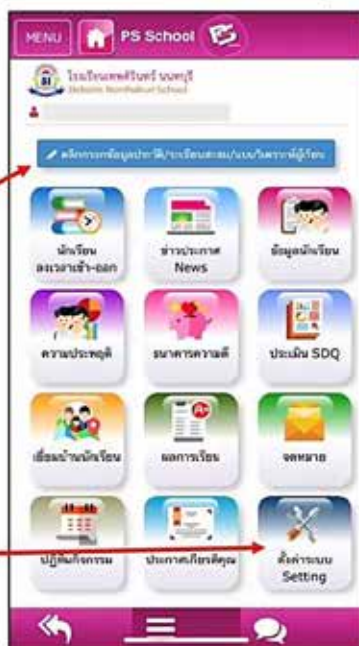 MENU PS School
โรงเรียนเทพศิรินทร์ นนทบุรี
Debsirin Nonthaburi School
คลิกกรอกข้อมูลประวัติ/ระเบียนสะสม/แบบวิเคราะห์ผู้เรียน
นักเรียน
ลงเวลาเข้า-ออก
ข่าวประกาศ
News
ข้อมูลนักเรียน
ความประพฤติ
ธนาคารความดี
ประเมิน SDQ
เยี่ยมบ้านนักเรียน
ผลการเรียน
จดหมาย
ปฏิทินกิจกรรม
ประกาศเกียรติคุณ
ตั้งค่าระบบ
Setting